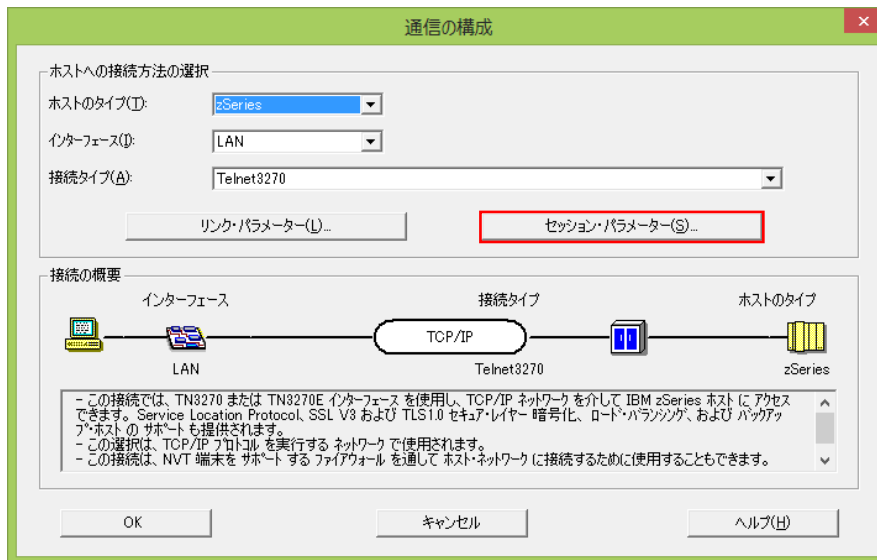 通信の構成
×
ホストへの接続方法の選択
ホストのタイプ(T):
zSeries
インターフェース(I):
LAN
接続タイプ(A):
Telnet3270
リンク・パラメーター(L)...
セッション・パラメーター(S)...
接続の概要
インターフェース
接続タイプ
ホストのタイプ
TCP/IP
LAN
Telnet3270
zSeries
- この接続では、TN3270 または TN3270E インターフェース を使用し、TCP/IP ネットワーク を介して IBM zSeries ホスト に アクセス
できます。Service Location Protocol、SSL V3 および TLS1.0 セキュア・レイヤー 暗号化、ロード・バランシング、および バックアッ
プ・ホスト の サポート も提供されます。
- この選択は、TCP/IP プロトコル を実行する ネットワーク で使用されます。
- この接続は、NVT 端末を サポート する ファイアウォール を通して ホスト・ネットワーク に接続するために使用することもできます。
OK
キャンセル
ヘルプ(H)